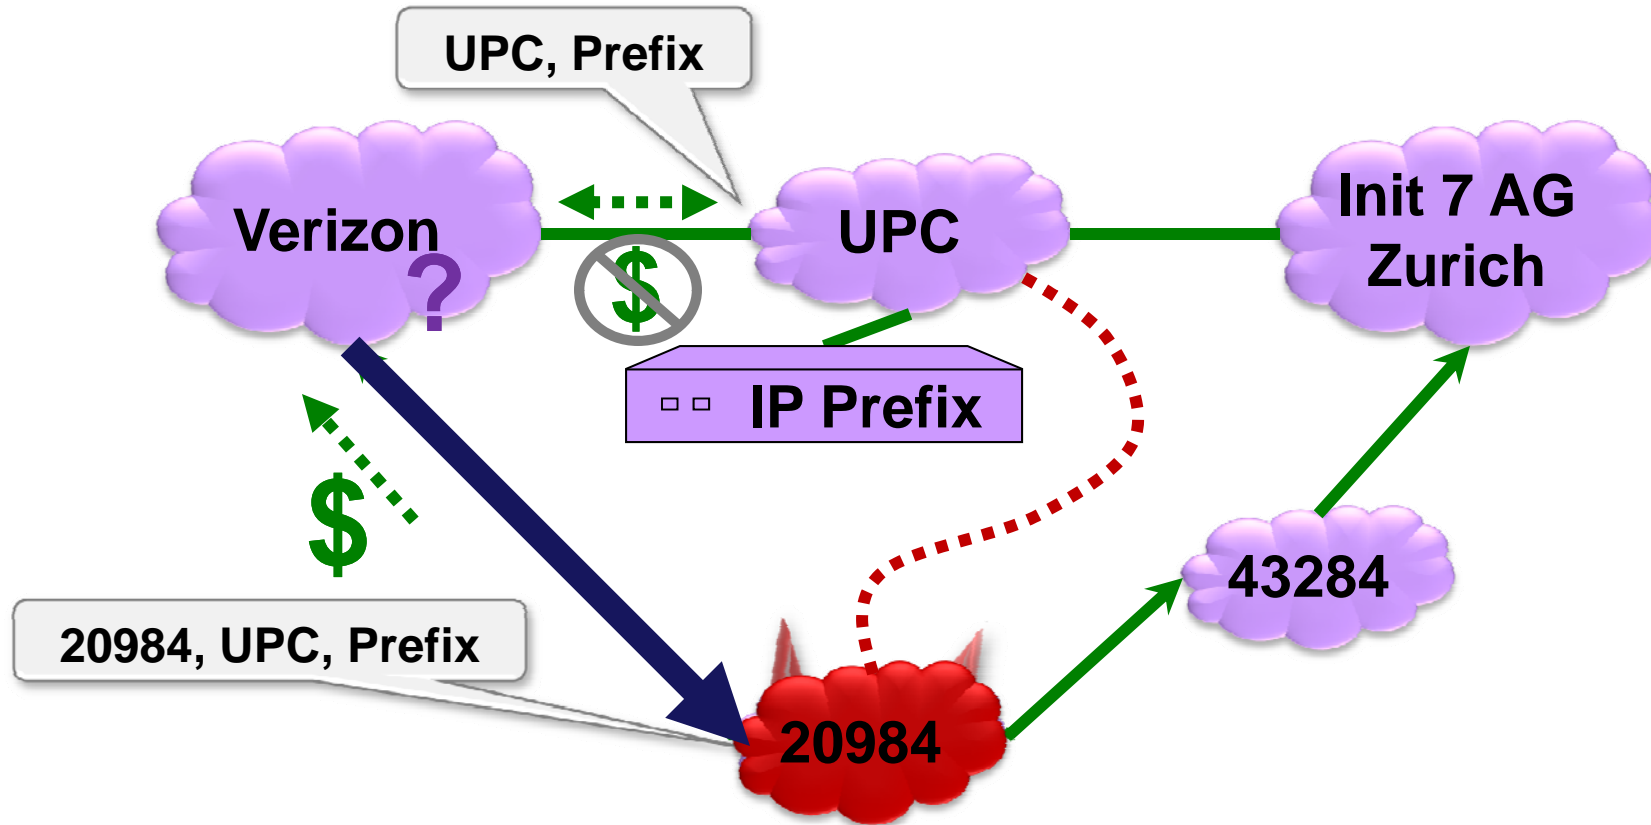 UPC, Prefix
Verizon
?
UPC
Init 7 AG
Zurich
$
IP Prefix
$
43284
20984, UPC, Prefix
20984